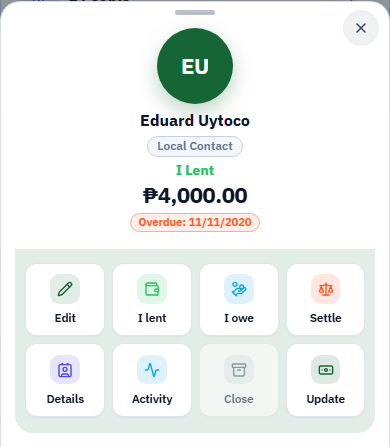 EU
Eduard Uytoco
Local Contact
I Lent
₱4,000.00
Overdue: 11/11/2020
Edit
I lent
I owe
Settle
Details
Activity
Close
Update